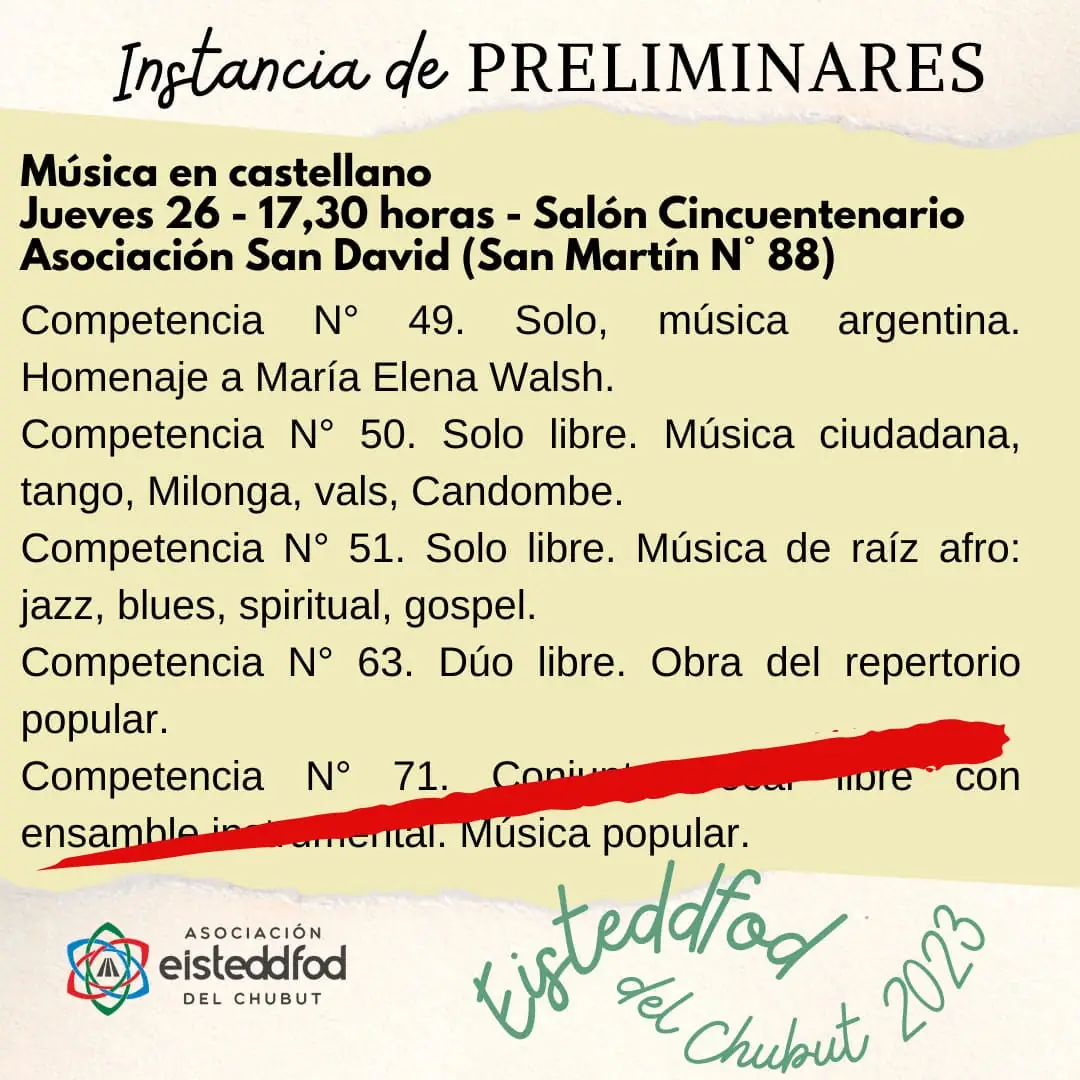 Instancia de PRELIMINARES
Música en castellano
Jueves 26 - 17,30 horas - Salón Cincuentenario
Asociación San David (San Martín N° 88)
Competencia N° 49. Solo, música argentina.
Homenaje a María Elena Walsh.
Competencia N° 50. Solo libre. Música ciudadana,
tango, Milonga, vals, Candombe.
Competencia N° 51. Solo libre. Música de raíz afro:
jazz, blues, spiritual, gospel.
Competencia N° 63. Dúo libre. Obra del repertorio
popular.
Competencia N° 71. libre con
ensamble instrumental. Música popular.
ASOCIACIÓN
eisteddfod
DEL CHUBUT
Eisteddfod
del Chubut 2023